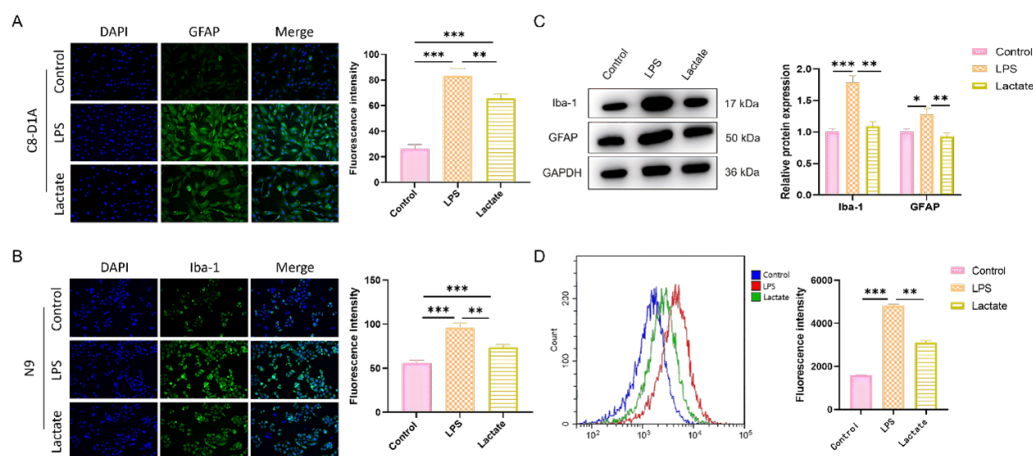 A
DAPI GFAP Merge
C8-D1A
Control
LPS
Lactate
Fluorescence intensity
100
80
60
40
20
0
*** 
*** **
Control LPS Lactate
B
DAPI Iba-1 Merge
N9
Control
LPS
Lactate
Fluorescence intensity
150
100
50
0
***
*** **
Control LPS Lactate
C
Control LPS Lactate
Iba-1 17 kDa
GFAP 50 kDa
GAPDH 36 kDa
Relative protein expression
2.0
1.5
1.0
0.5
0.0
*** **
* **
Iba-1 GFAP
Control
LPS
Lactate
D
Count
200
100
0
10² 10³ 10⁴ 10⁵
Control
LPS
Lactate
Fluorescence intensity
6000
4000
2000
0
*** **
Control LPS Lactate
Control
LPS
Lactate